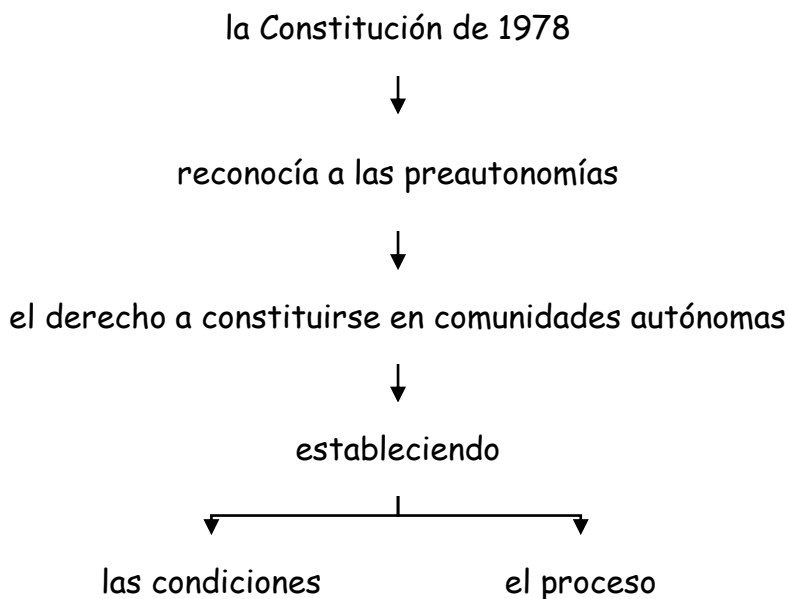 la Constitución de 1978
reconocía a las preautonomías
el derecho a constituirse en comunidades autónomas
estableciendo
las condiciones
el proceso